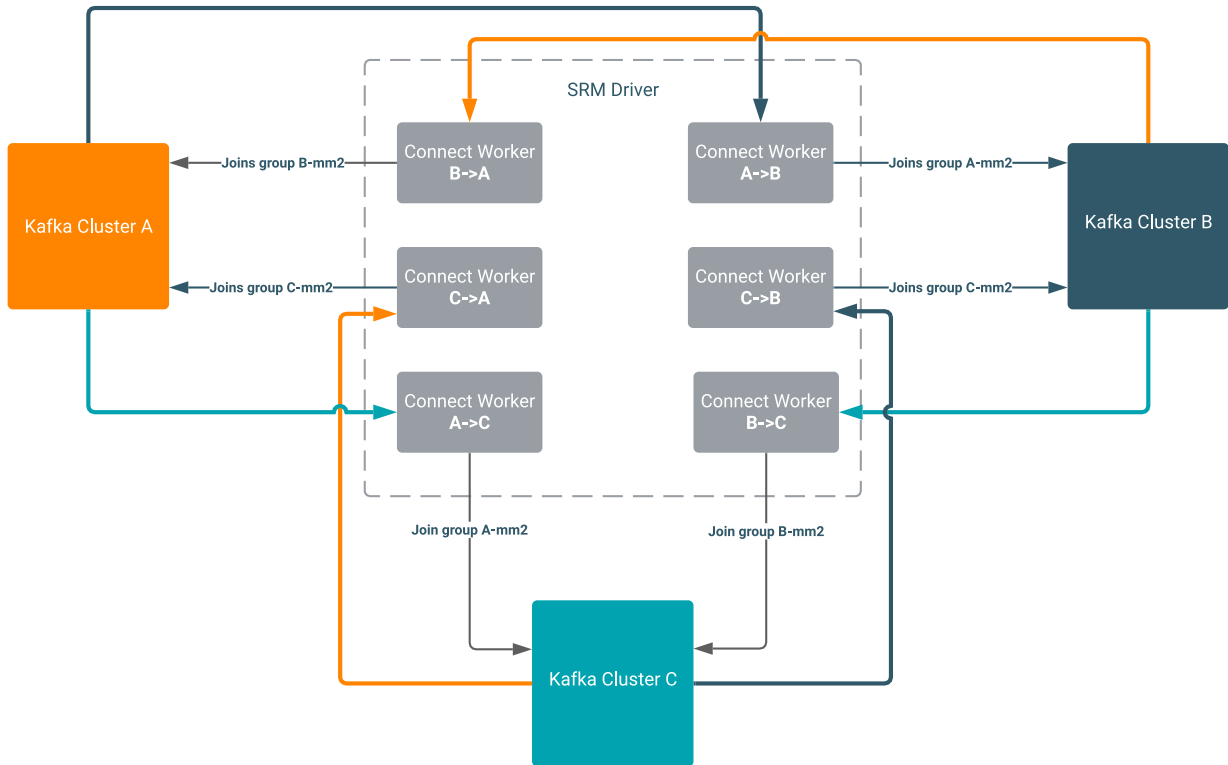 SRM Driver
Connect Worker
B->A
Connect Worker
A->B
Joins group B-mm2
Joins group A-mm2
Kafka Cluster A
Kafka Cluster B
Connect Worker
C->A
Connect Worker
C->B
Joins group C-mm2
Joins group C-mm2
Connect Worker
A->C
Connect Worker
B->C
Join group A-mm2
Join group B-mm2
Kafka Cluster C